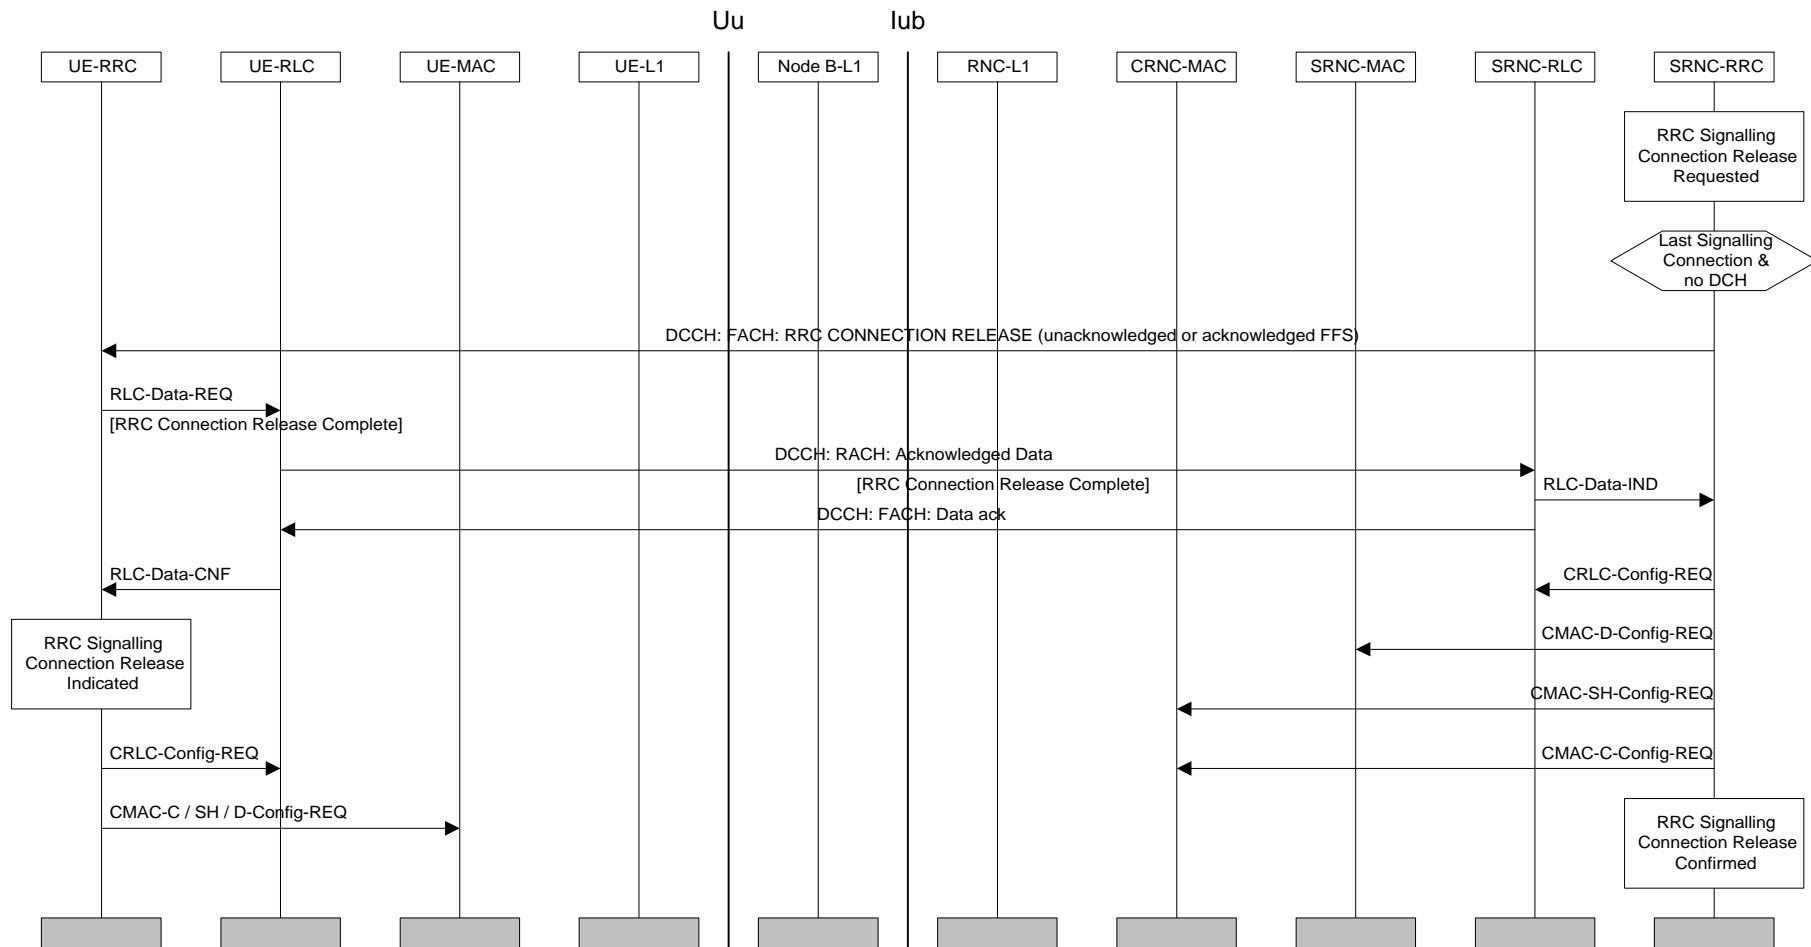 Uu
Iub
UE-RRC
UE-RLC
UE-MAC
UE-L1
Node B-L1
RNC-L1
CRNC-MAC
SRNC-MAC
SRNC-RLC
SRNC-RRC
RRC Signalling
Connection Release
Requested
Last Signalling
Connection &
no DCH
DCCH: FACH: RRC CONNECTION RELEASE (unacknowledged or acknowledged FFS)
RLC-Data-REQ
[RRC Connection Release Complete]
DCCH: RACH: Acknowledged Data
[RRC Connection Release Complete]
RLC-Data-IND
DCCH: FACH: Data ack
RLC-Data-CNF
CRLC-Config-REQ
RRC Signalling
Connection Release
Indicated
CMAC-D-Config-REQ
CMAC-SH-Config-REQ
CRLC-Config-REQ
CMAC-C-Config-REQ
CMAC-C / SH / D-Config-REQ
RRC Signalling
Connection Release
Confirmed